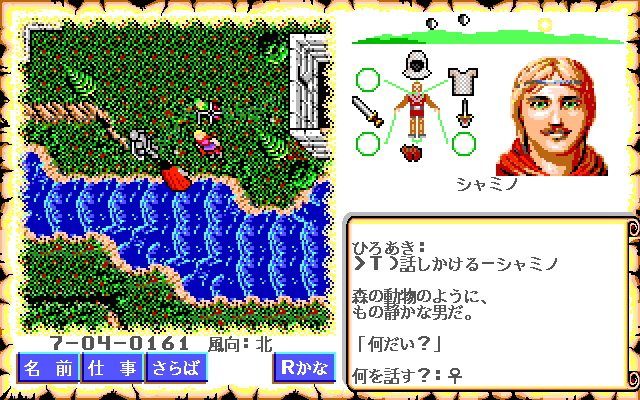 シャミノ
ひろあき:
>T)話しかける-シャミノ
森の動物のように、
もの静かな男だ。
「何だい?」
何を話す?:♀
7-04-0161 風向:北
名前 仕事 さらば Rかな